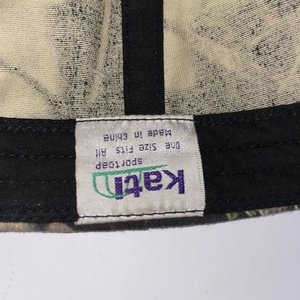 Kati
sportcap
One Size Fits All
Made in China